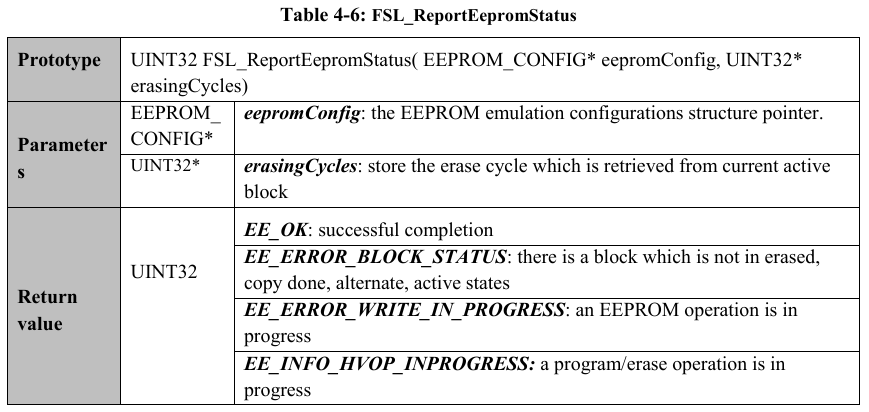 Table 4-6: FSL_ReportEepromStatus
Prototype
UINT32 FSL_ReportEepromStatus( EEPROM_CONFIG* eepromConfig, UINT32*
erasingCycles)
Parameter
s
EEPROM_
CONFIG*
eepromConfig: the EEPROM emulation configurations structure pointer.
UINT32*
erasingCycles: store the erase cycle which is retrieved from current active
block
Return
value
UINT32
EE_OK: successful completion
EE_ERROR_BLOCK_STATUS: there is a block which is not in erased,
copy done, alternate, active states
EE_ERROR_WRITE_IN_PROGRESS: an EEPROM operation is in
progress
EE_INFO_HVOP_INPROGRESS: a program/erase operation is in
progress